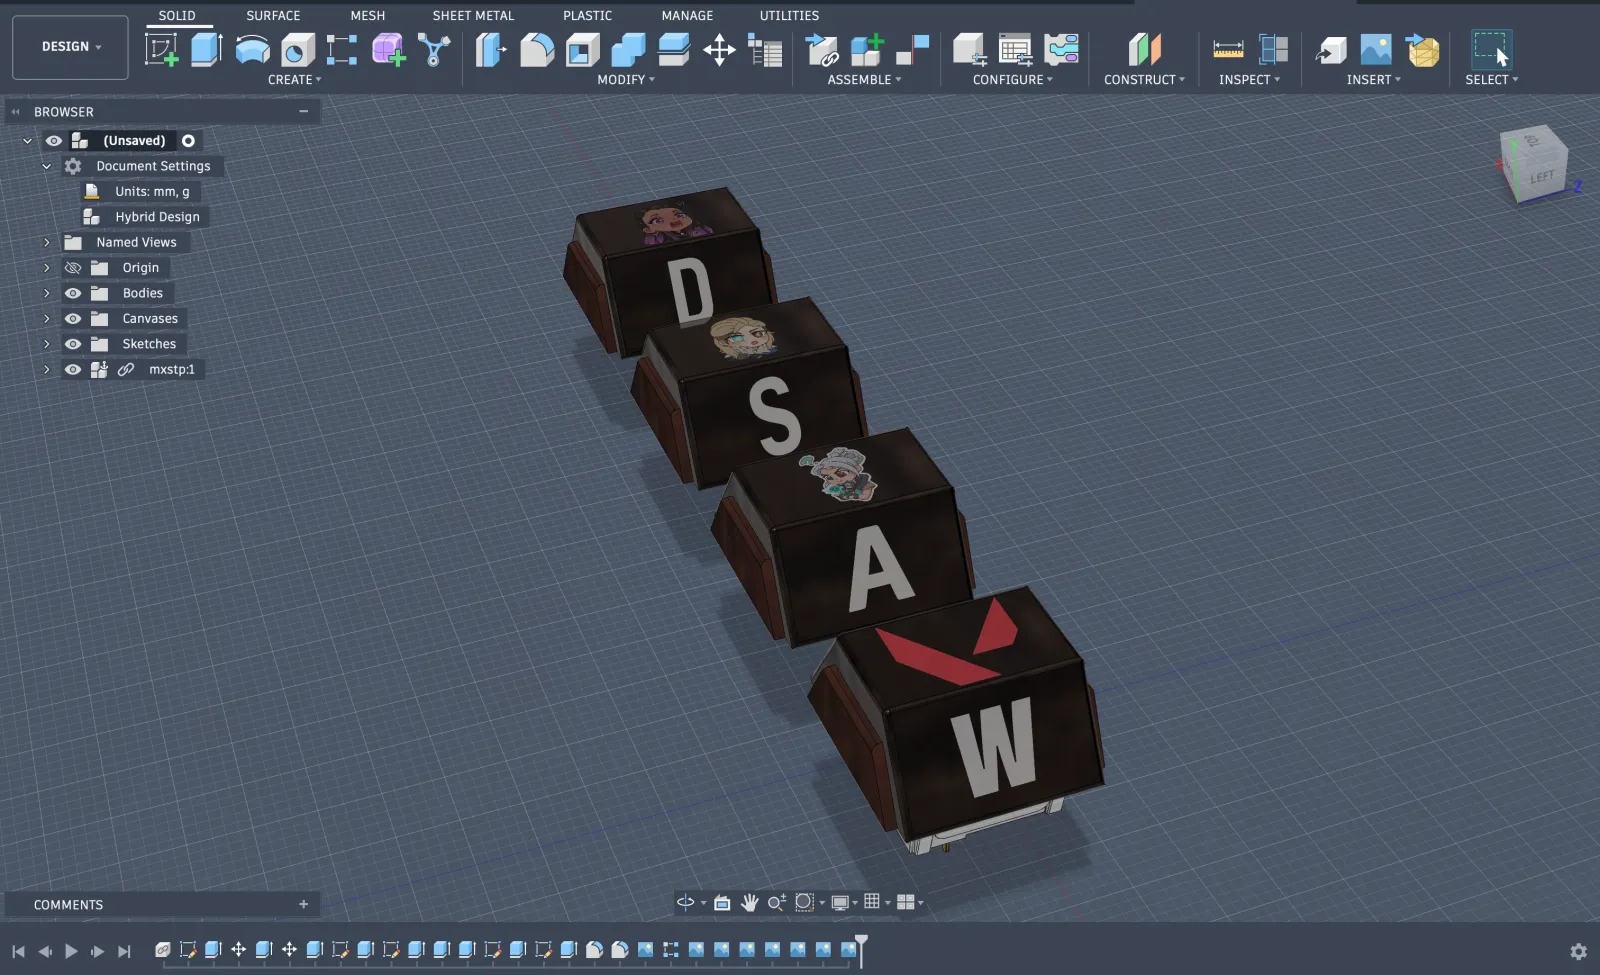 SOLID SURFACE MESH SHEET METAL PLASTIC MANAGE UTILITIES
DESIGN
CREATE MODIFY ASSEMBLE CONFIGURE CONSTRUCT INSPECT INSERT SELECT
BROWSER
(Unsaved)
Document Settings
Units: mm, g
Hybrid Design
Named Views
Origin
Bodies
Canvases
Sketches
mxstp:1
TOP
LEFT
Z
D
S
A
W
COMMENTS